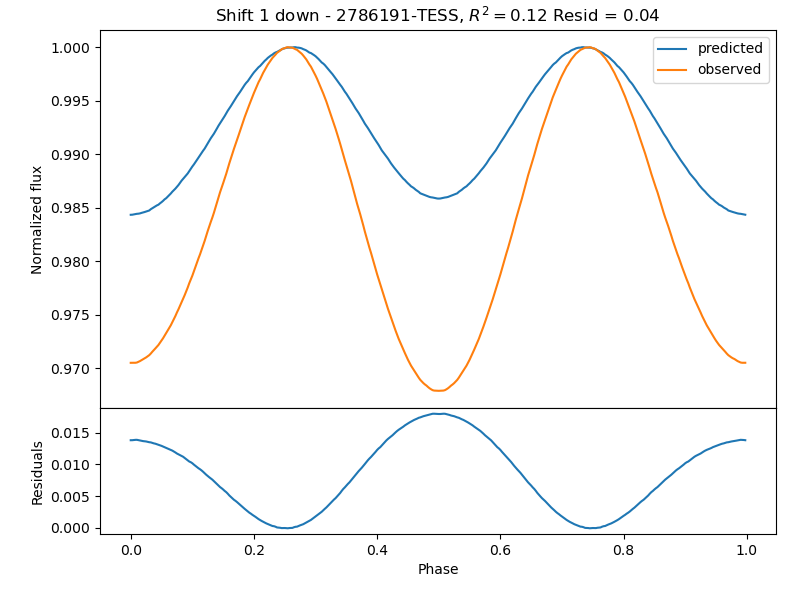 Shift 1 down - 2786191-TESS, R² = 0.12 Resid = 0.04
1.000
0.995
0.990
0.985
0.980
0.975
0.970
Normalized flux
predicted
observed
0.015
0.010
0.005
0.000
Residuals
0.0 0.2 0.4 0.6 0.8 1.0
Phase